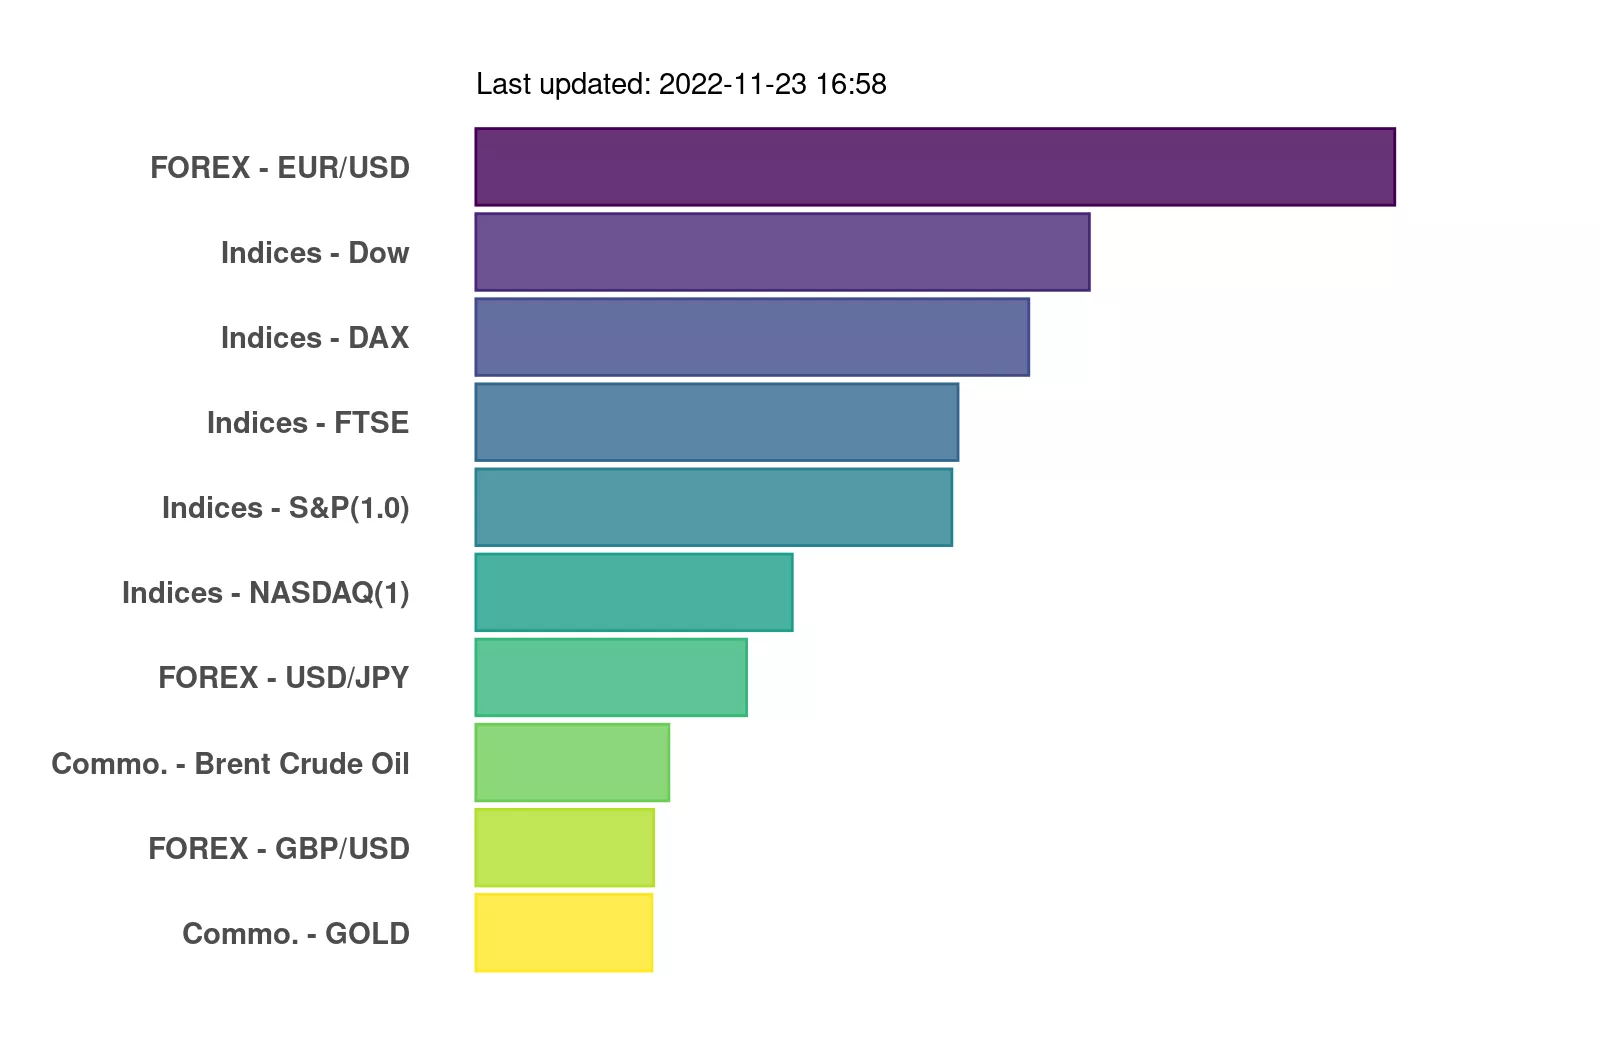 Last updated: 2022-11-23 16:58
FOREX - EUR/USD
Indices - Dow
Indices - DAX
Indices - FTSE
Indices - S&P(1.0)
Indices - NASDAQ(1)
FOREX - USD/JPY
Commo. - Brent Crude Oil
FOREX - GBP/USD
Commo. - GOLD